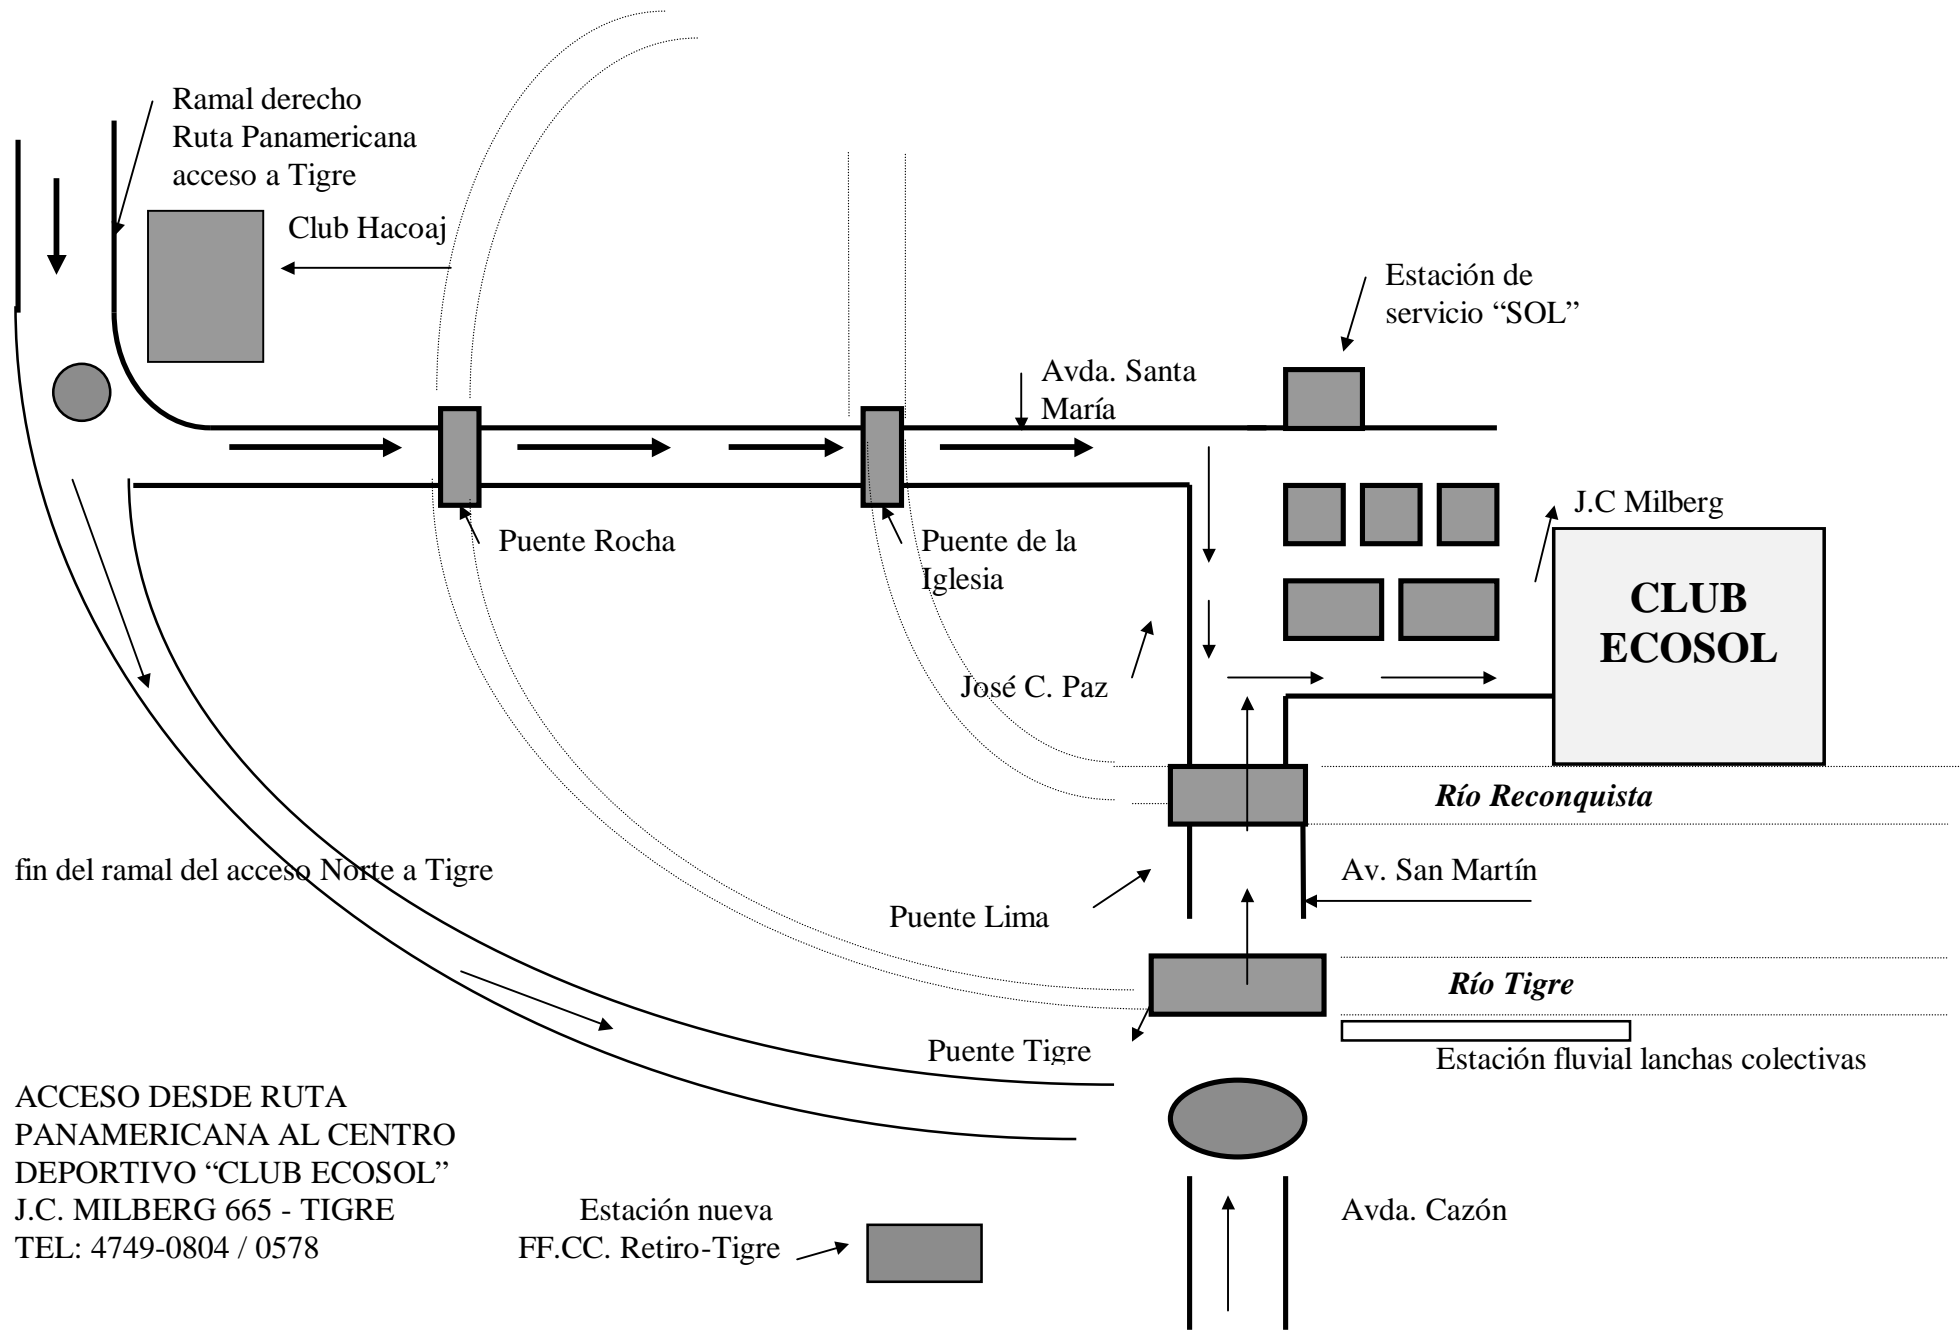 Ramal derecho
Ruta Panamericana
acceso a Tigre
Club Hacoaj
Estación de
servicio “SOL”
Avda. Santa
María
J.C Milberg
Puente Rocha
Puente de la
Iglesia
CLUB
ECOSOL
José C. Paz
Río Reconquista
fin del ramal del acceso Norte a Tigre
Av. San Martín
Puente Lima
Río Tigre
Puente Tigre
Estación fluvial lanchas colectivas
ACCESO DESDE RUTA
PANAMERICANA AL CENTRO
DEPORTIVO “CLUB ECOSOL”
J.C. MILBERG 665 - TIGRE
TEL: 4749-0804 / 0578
Estación nueva
FF.CC. Retiro-Tigre
Avda. Cazón